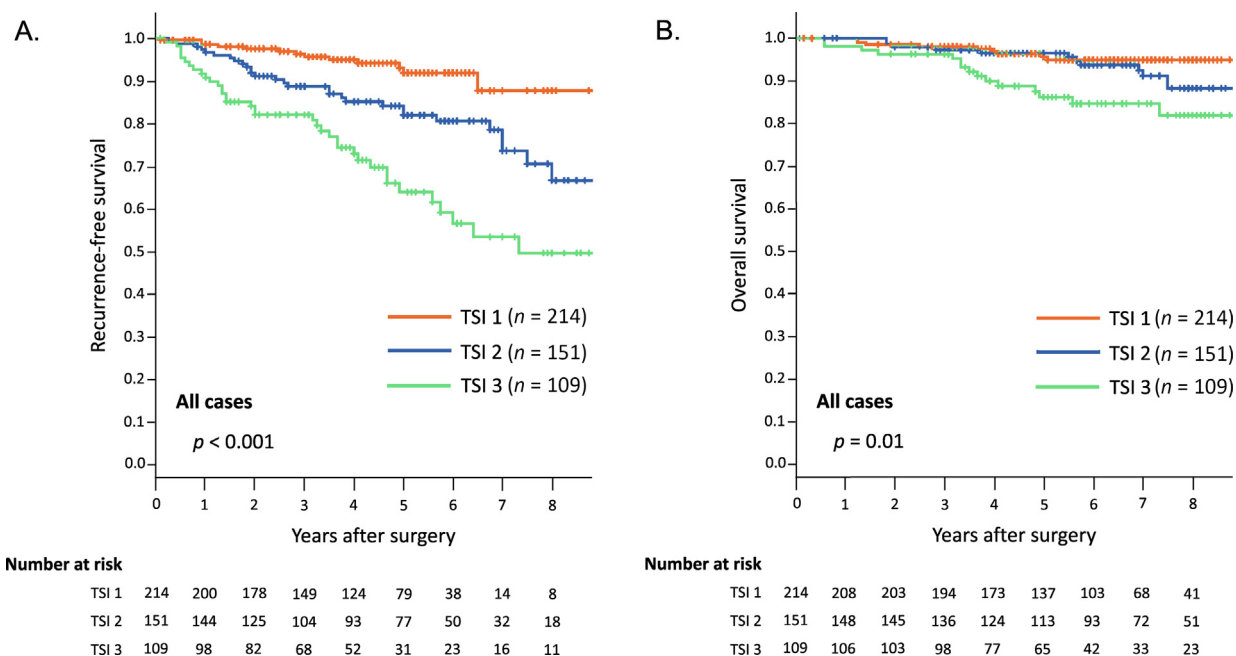 A.
1.0
0.9
0.8
0.7
0.6
0.5
0.4
0.3
0.2
0.1
0.0
Recurrence-free survival
TSI 1 (n = 214)
TSI 2 (n = 151)
TSI 3 (n = 109)
All cases
p < 0.001
0 1 2 3 4 5 6 7 8
Years after surgery
Number at risk
TSI 1 214 200 178 149 124 79 38 14 8
TSI 2 151 144 125 104 93 77 50 32 18
TSI 3 109 98 82 68 52 31 23 16 11
B.
1.0
0.9
0.8
0.7
0.6
0.5
0.4
0.3
0.2
0.1
0.0
Overall survival
TSI 1 (n = 214)
TSI 2 (n = 151)
TSI 3 (n = 109)
All cases
p = 0.01
0 1 2 3 4 5 6 7 8
Years after surgery
Number at risk
TSI 1 214 208 203 194 173 137 103 68 41
TSI 2 151 148 145 136 124 113 93 72 51
TSI 3 109 106 103 98 77 65 42 33 23